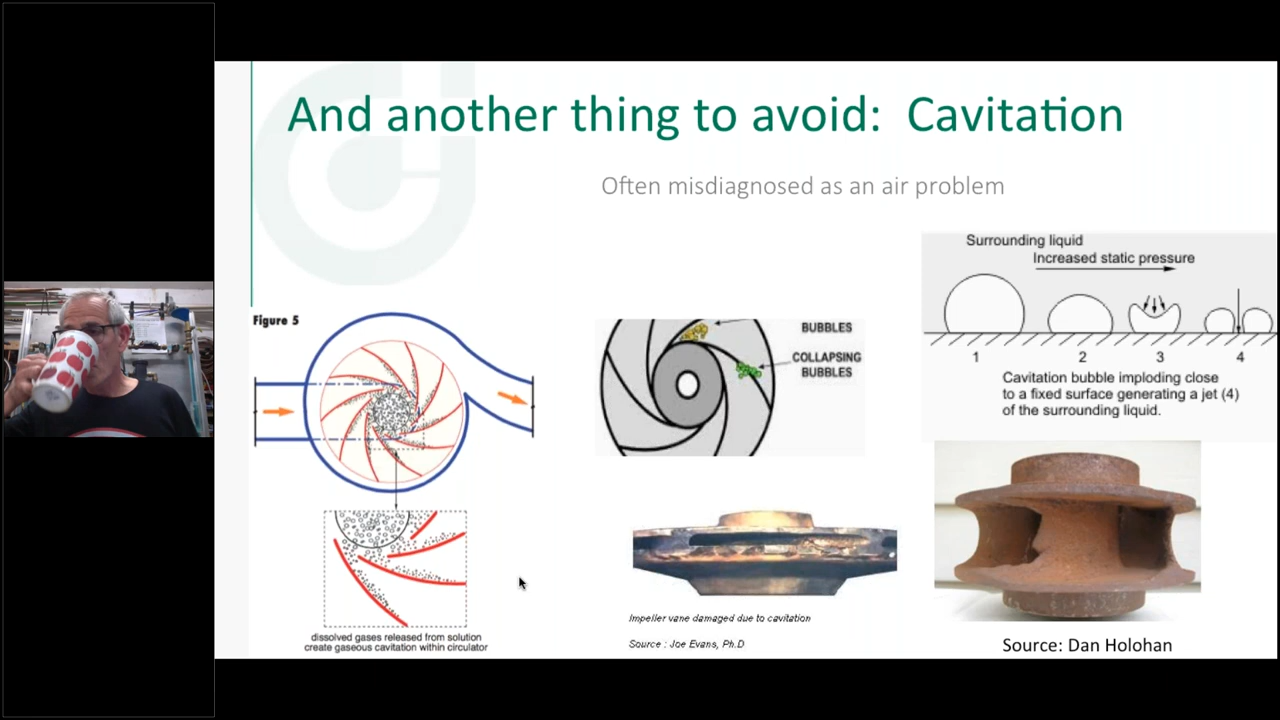 And another thing to avoid: Cavitation
Often misdiagnosed as an air problem
Figure 5
dissolved gases released from solution
create gaseous cavitation within circulator
BUBBLES
COLLAPSING
BUBBLES
Impeller vane damaged due to cavitation
Source : Joe Evans, Ph.D
Surrounding liquid
Increased static pressure
1 2 3 4
Cavitation bubble imploding close
to a fixed surface generating a jet (4)
of the surrounding liquid.
Source: Dan Holohan